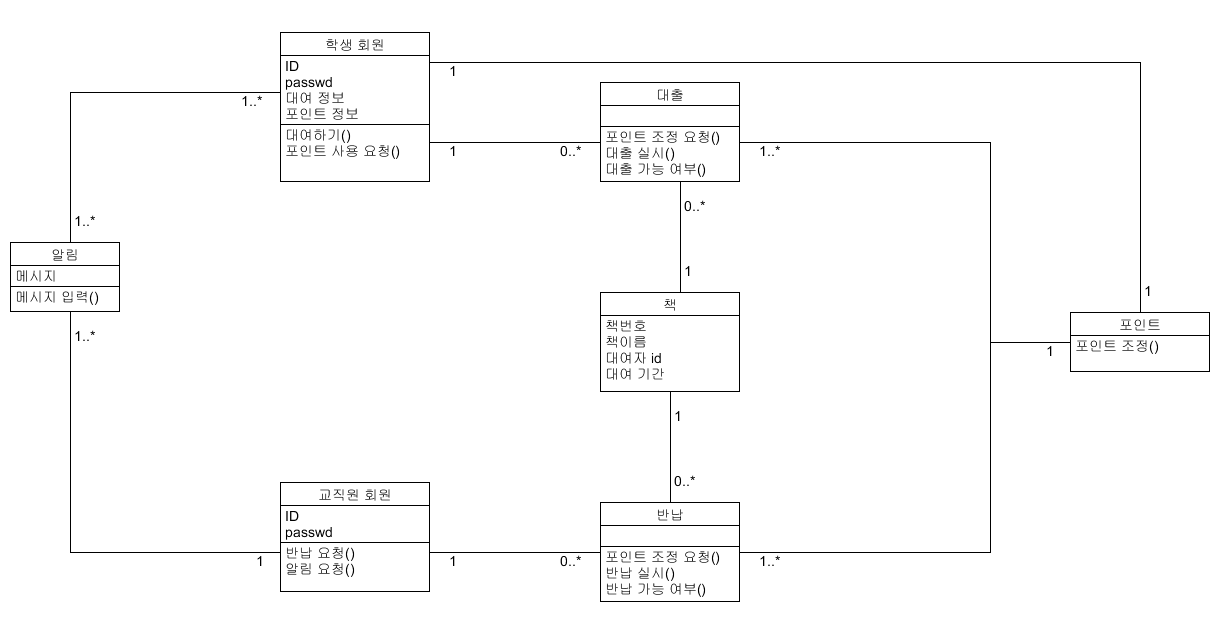 학생 회원
ID
passwd
대여 정보
포인트 정보
대여하기()
포인트 사용 요청()
1
1
0..*
1..*
대출
포인트 조정 요청()
대출 실시()
대출 가능 여부()
1..*
0..*
1
1..*
알림
메시지
메시지 입력()
1..*
책
책번호
책이름
대여자 id
대여 기간
1
0..*
1
포인트
포인트 조정()
1
교직원 회원
ID
passwd
반납 요청()
알림 요청()
1
1
0..*
반납
포인트 조정 요청()
반납 실시()
반납 가능 여부()
1..*